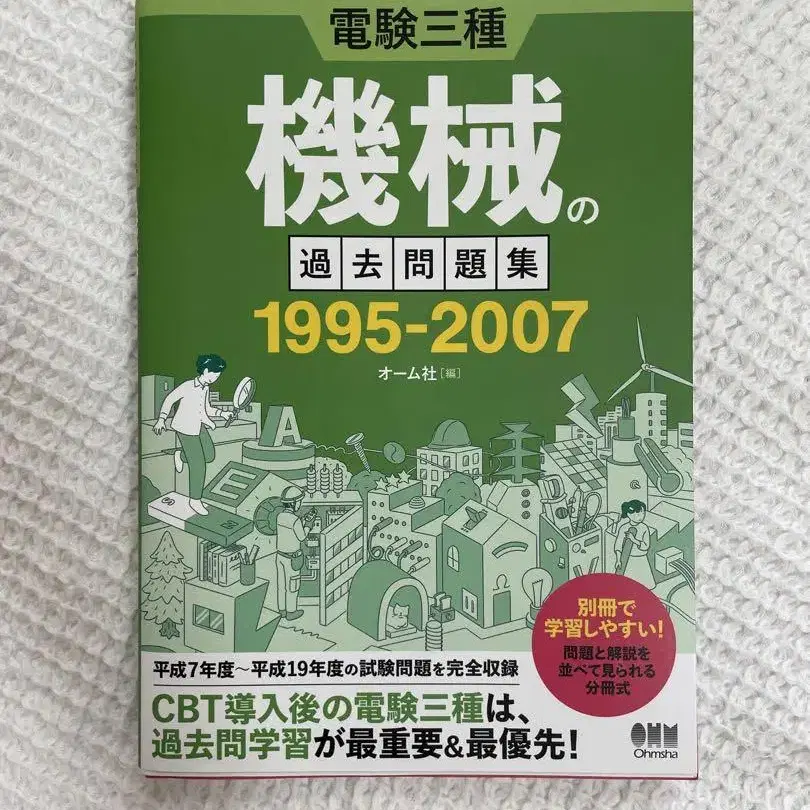 電験三種
機械の
過去問題集
1995-2007
オーム社[編]
A
E
別冊で
学習しやすい!
問題と解説を
並べて見られる
分冊式
平成7年度～平成19年度の試験問題を完全収録
CBT導入後の電験三種は、
過去問学習が最重要&最優先!
OHM
Ohmsha